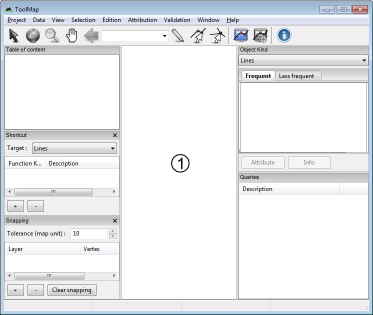 ToolMap
Project Data View Selection Edition Attribution Validation Window Help
Table of content
Object Kind
Lines
Frequent Less frequent
Shortcut
Target : Lines
Function K... Description
+ -
1
Attribute Info
Queries
Description
Snapping
Tolerance (map unit) : 10
Layer Vertex
+ - Clear snapping